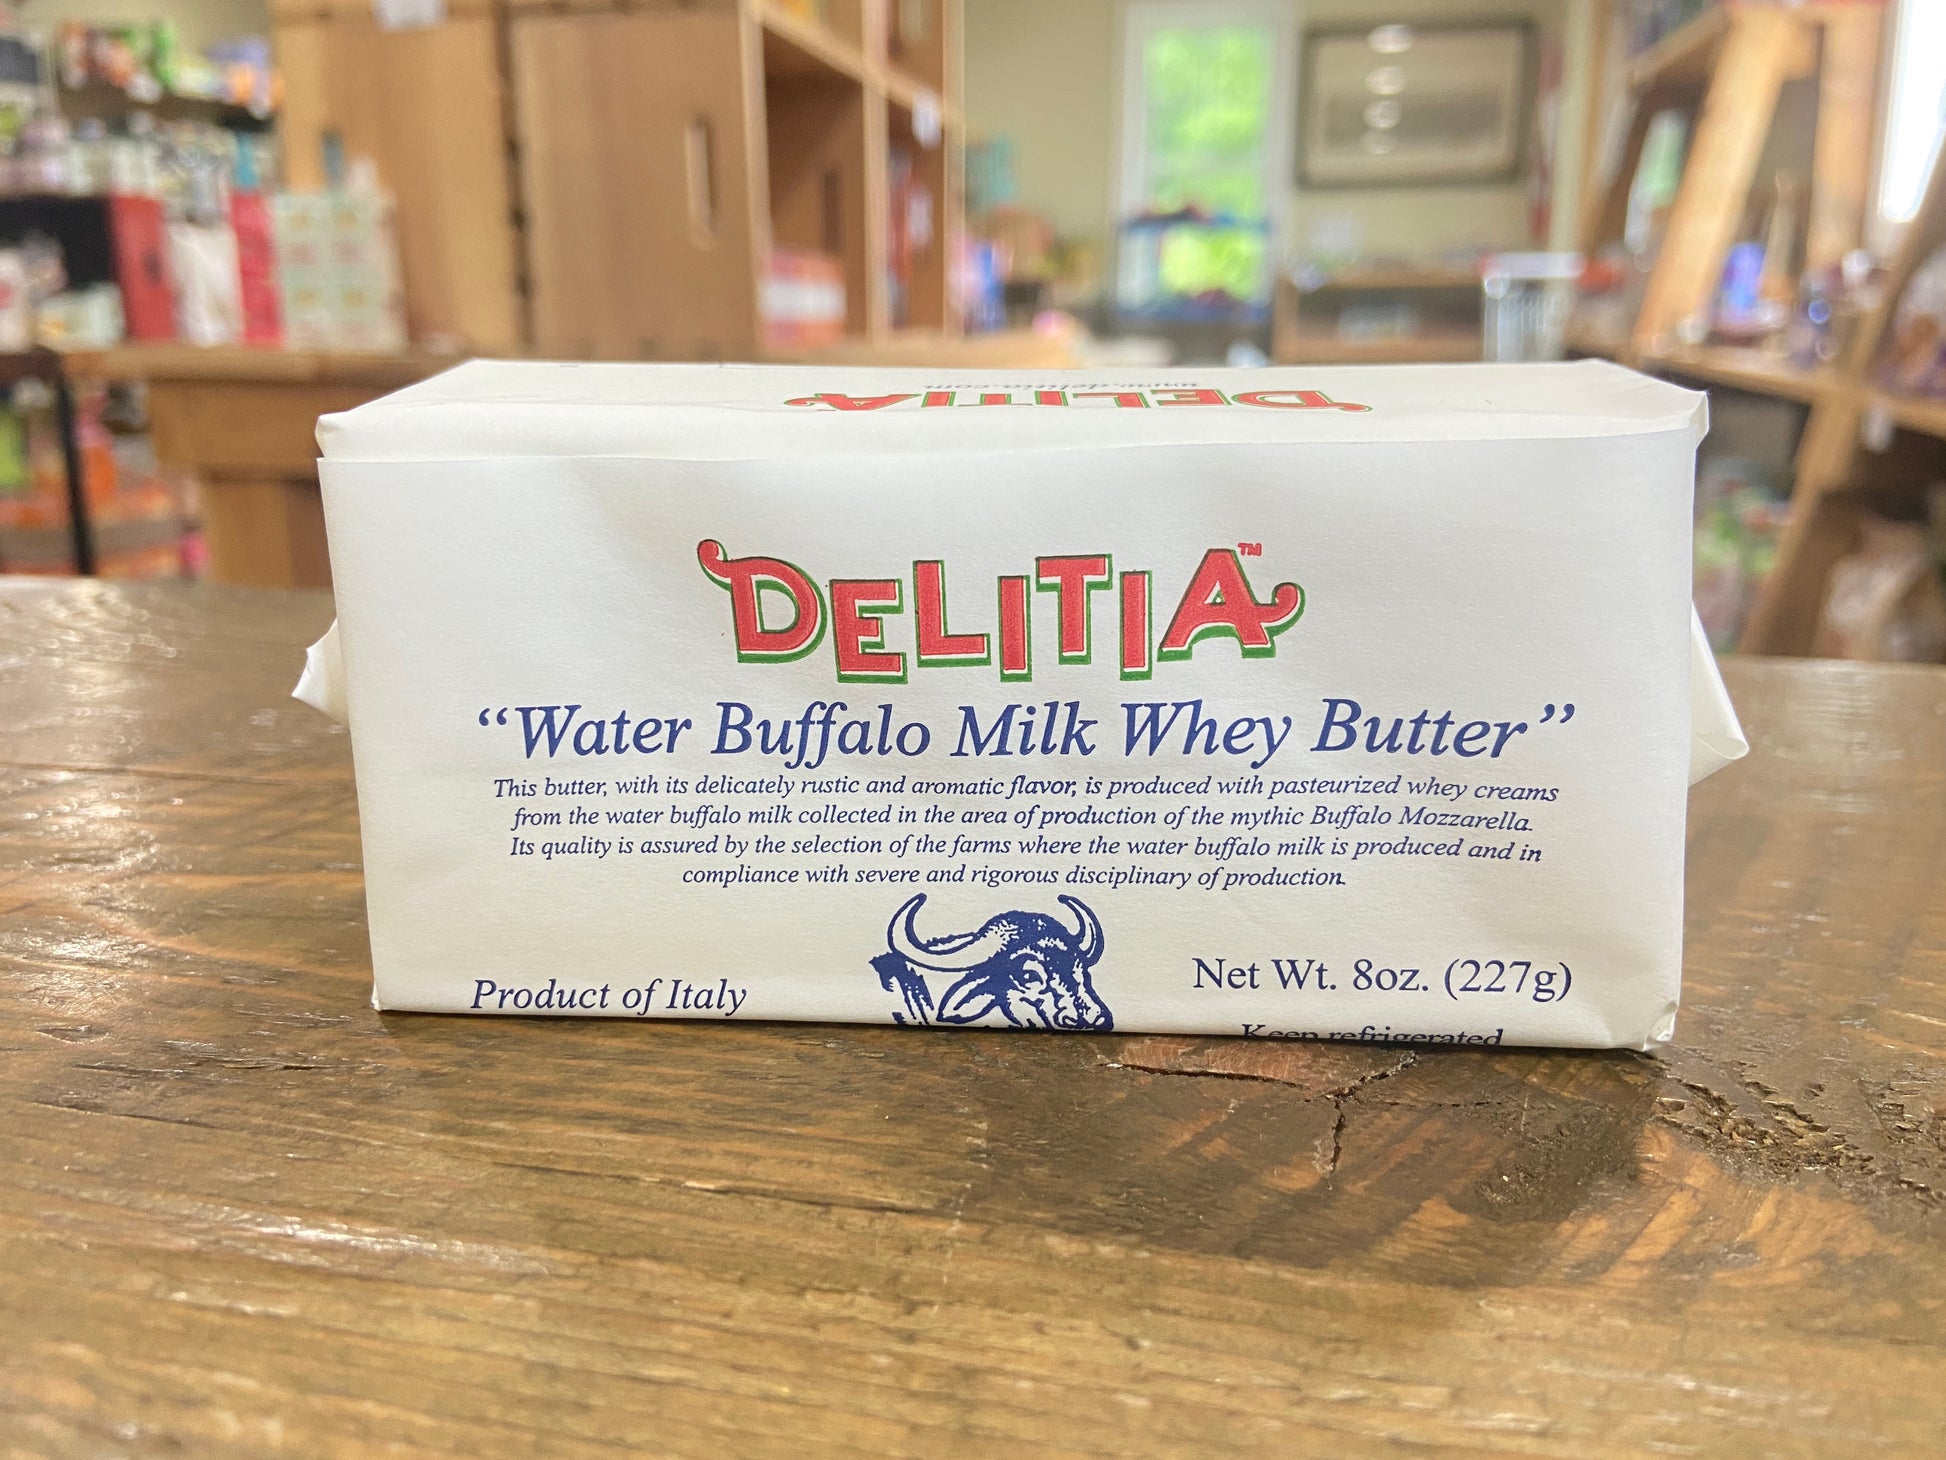 www.delitia.com
DELITIA
DELITIA™
“Water Buffalo Milk Whey Butter”
This butter, with its delicately rustic and aromatic flavor, is produced with pasteurized whey creams
from the water buffalo milk collected in the area of production of the mythic Buffalo Mozzarella.
Its quality is assured by the selection of the farms where the water buffalo milk is produced and in
compliance with severe and rigorous disciplinary of production.
Product of Italy
Net Wt. 8oz. (227g)
Keep refrigerated